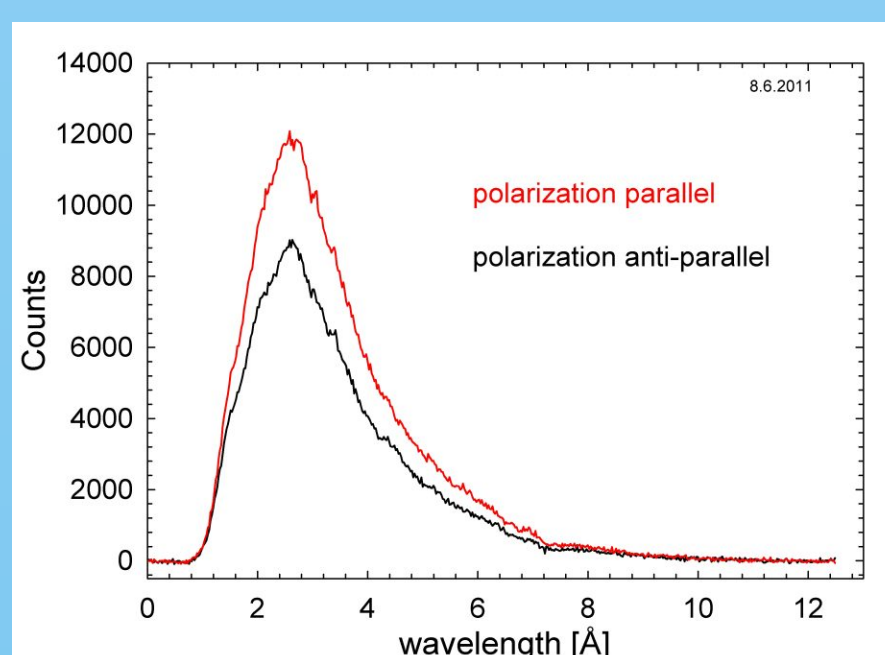 14000
8.6.2011
12000
10000
polarization parallel
8000
polarization anti-parallel
6000
4000
2000
0
Counts
0 2 4 6 8 10 12
wavelength [Å]